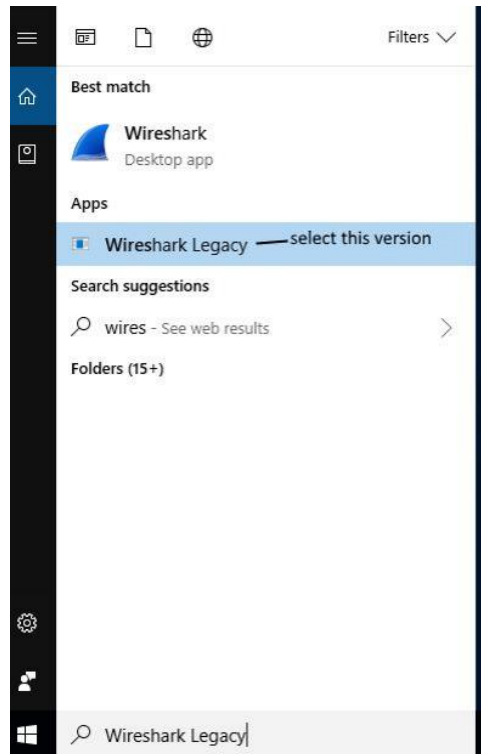 Filters
Best match
Wireshark
Desktop app
Apps
Wireshark Legacy select this version
Search suggestions
wires - See web results
Folders (15+)
Wireshark Legacy